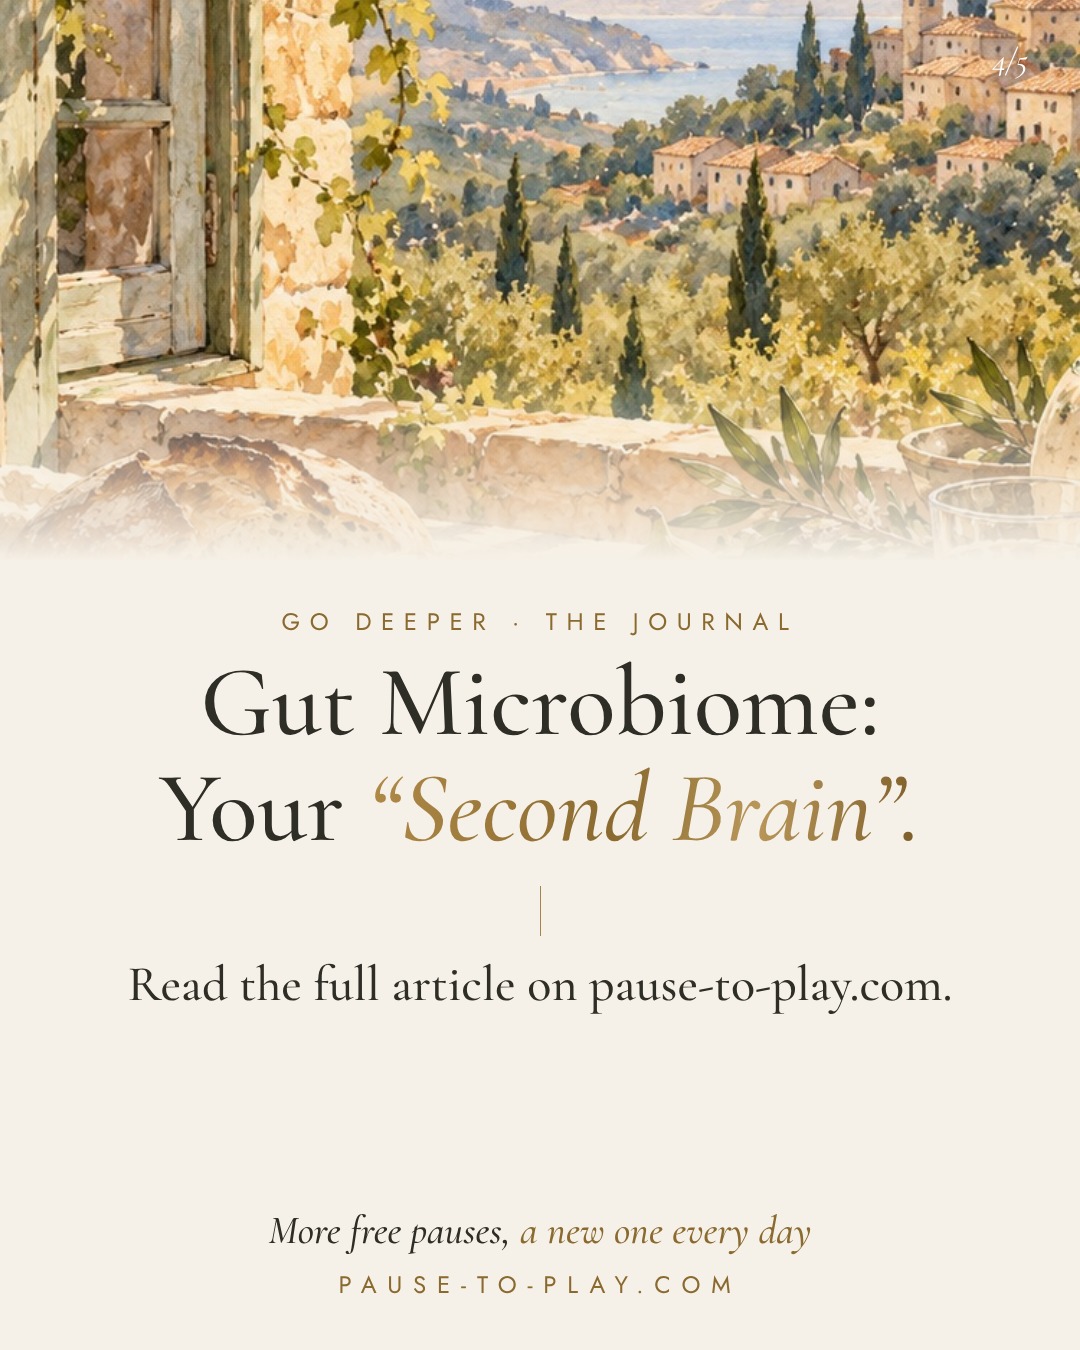 4/5
GO DEEPER · THE JOURNAL
Gut Microbiome:
Your “Second Brain”.
Read the full article on pause-to-play.com.
More free pauses, a new one every day
PAUSE-TO-PLAY.COM